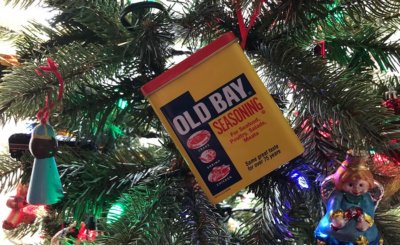 OLD BAY
SEASONING
For Seafood,
Poultry, Salads,
Meats
Same great taste
for over 75 years